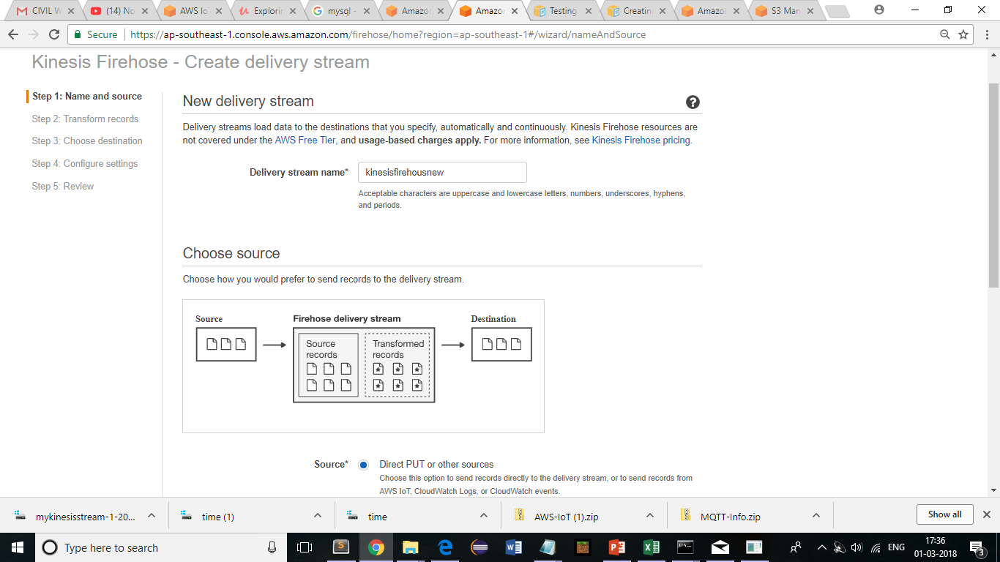 CIVIL W
(14) No
AWS Io
Explorin
mysql -
Amazo
Amazo
Testing
Creatin
Amazo
S3 Man
Secure
https://ap-southeast-1.console.aws.amazon.com/firehose/home?region=ap-southeast-1#/wizard/nameAndSource
Kinesis Firehose - Create delivery stream
Step 1: Name and source
Step 2: Transform records
Step 3: Choose destination
Step 4: Configure settings
Step 5: Review
New delivery stream
Delivery streams load data to the destinations that you specify, automatically and continuously. Kinesis Firehose resources are
not covered under the AWS Free Tier, and usage-based charges apply. For more information, see Kinesis Firehose pricing.
Delivery stream name* kinesisfirehousnew
Acceptable characters are uppercase and lowercase letters, numbers, underscores, hyphens,
and periods.
Choose source
Choose how you would prefer to send records to the delivery stream.
Source
Firehose delivery stream
Destination
Source
records
Transformed
records
Source* Direct PUT or other sources
Choose this option to send records directly to the delivery stream, or to send records from
AWS IoT, CloudWatch Logs, or CloudWatch events.
mykinesisstream-1-20...
time (1)
time
AWS-IoT (1).zip
MQTT-Info.zip
Show all
Type here to search
ENG
17:36
01-03-2018
3